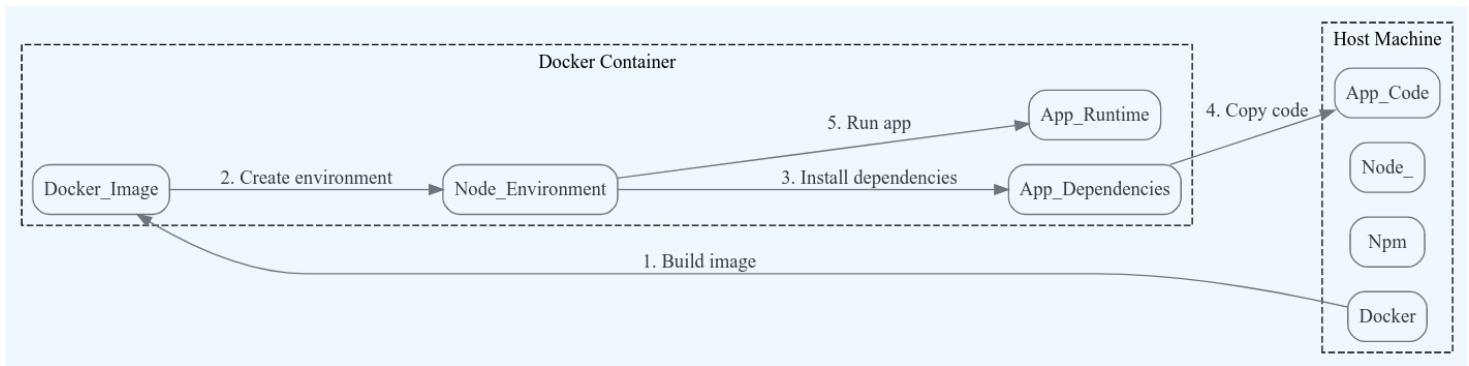 Host Machine
Docker Container
App_Code
App_Runtime
4. Copy code
5. Run app
Node_
Docker_Image
2. Create environment
Node_Environment
3. Install dependencies
App_Dependencies
Npm
1. Build image
Docker